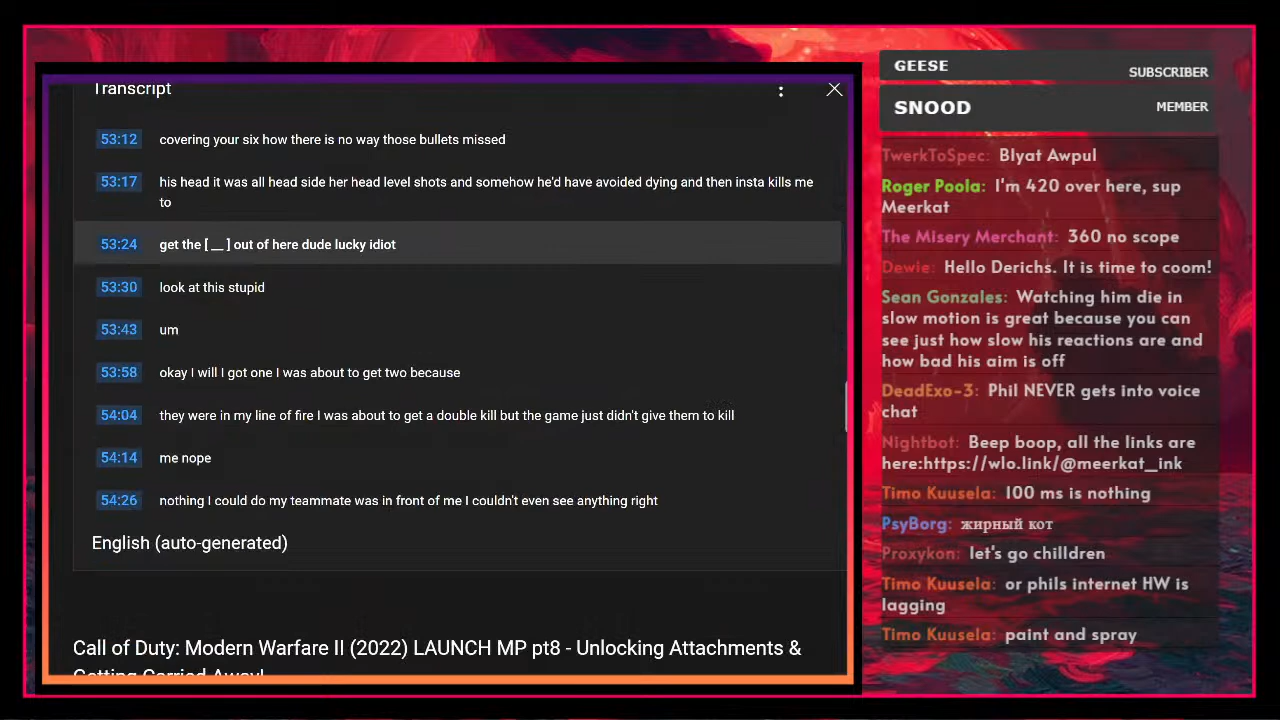 Transcript
53:12 covering your six how there is no way those bullets missed
53:17 his head it was all head side her head level shots and somehow he'd have avoided dying and then insta kills me
to
53:24 get the [ __ ] out of here dude lucky idiot
53:30 look at this stupid
53:43 um
53:58 okay I will I got one I was about to get two because
54:04 they were in my line of fire I was about to get a double kill but the game just didn't give them to kill
54:14 me nope
54:26 nothing I could do my teammate was in front of me I couldn't even see anything right
English (auto-generated)
Call of Duty: Modern Warfare II (2022) LAUNCH MP pt8 - Unlocking Attachments &
Getting Carried Away!
GEESE SUBSCRIBER
SNOOD MEMBER
TwerkToSpec: Blyat Awpul
Roger Poola: I'm 420 over here, sup
Meerkat
The Misery Merchant: 360 no scope
Dewie: Hello Derichs. It is time to coom!
Sean Gonzales: Watching him die in
slow motion is great because you can
see just how slow his reactions are and
how bad his aim is off
DeadExo-3: Phil NEVER gets into voice
chat
Nightbot: Beep boop, all the links are
here:https://wlo.link/@meerkat_ink
Timo Kuusela: 100 ms is nothing
PsyBorg: жирный кот
Proxykon: let's go chilldren
Timo Kuusela: or phils internet HW is
lagging
Timo Kuusela: paint and spray